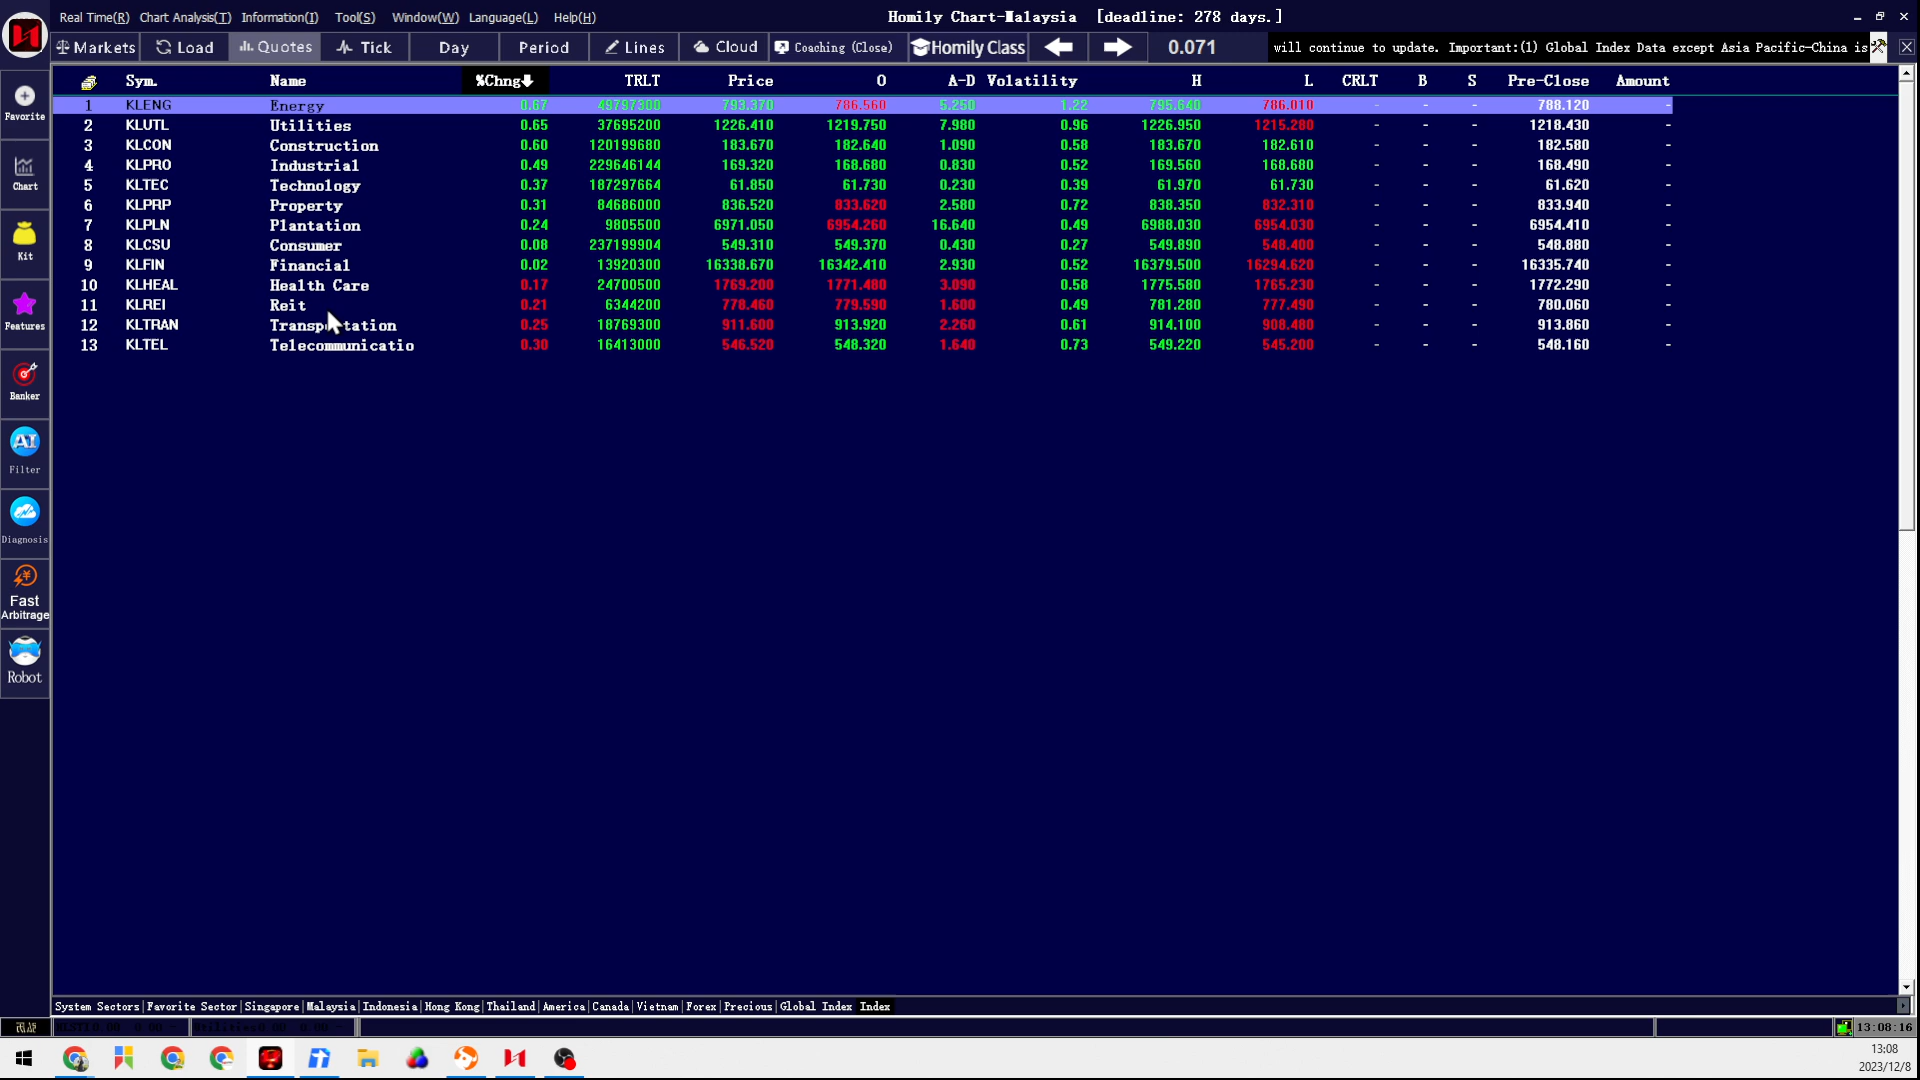 Real Time(R) Chart Analysis(T) Information(I) Tool(S) Window(W) Language(L) Help(H) Homily Chart-Malaysia [deadline: 278 days.]
Markets Load Quotes Tick Day Period Lines Cloud Coaching (Close) Homily Class 0.071 will continue to update. Important:(1) Global Index Data except Asia Pacific-China is
Sym. Name %Chng TRLT Price O A-D Volatility H L CRLT B S Pre-Close Amount
1 KLENG Energy 0.67 49797300 793.370 786.560 5.250 1.22 795.640 786.010 - - - 788.120 -
2 KLUTL Utilities 0.65 37695200 1226.410 1219.750 7.980 0.96 1226.950 1215.280 - - - 1218.430 -
3 KLCON Construction 0.60 120199680 183.670 182.640 1.090 0.58 183.670 182.610 - - - 182.580 -
4 KLPRO Industrial 0.49 229646144 169.320 168.680 0.830 0.52 169.560 168.680 - - - 168.490 -
5 KLTEC Technology 0.37 187297664 61.850 61.730 0.230 0.39 61.970 61.730 - - - 61.620 -
6 KLPRP Property 0.31 84686000 836.520 833.620 2.580 0.72 838.350 832.310 - - - 833.940 -
7 KLPLN Plantation 0.24 9805500 6971.050 6954.260 16.640 0.49 6988.030 6954.030 - - - 6954.410 -
8 KLCSU Consumer 0.08 237199904 549.310 549.370 0.430 0.27 549.890 548.400 - - - 548.880 -
9 KLFIN Financial 0.02 13920300 16338.670 16342.410 2.930 0.52 16379.500 16294.620 - - - 16335.740 -
10 KLHEAL Health Care 0.17 24700500 1769.200 1771.480 3.090 0.58 1775.580 1765.230 - - - 1772.290 -
11 KLREI Reit 0.21 6344200 778.460 779.590 1.600 0.49 781.280 777.490 - - - 780.060 -
12 KLTRAN Transportation 0.25 18769300 911.600 913.920 2.260 0.61 914.100 908.480 - - - 913.860 -
13 KLTEL Telecommunicatio 0.30 16413000 546.520 548.320 1.640 0.73 549.220 545.200 - - - 548.160 -
Favorite
Chart
Kit
Features
Banker
AI
Filter
Diagnosis
Fast
Arbitrage
Robot
System Sectors|Favorite Sector|Singapore|Malaysia|Indonesia|Hong Kong|Thailand|America|Canada|Vietnam|Forex|Precious|Global Index|Index
13:08:16
13:08
2023/12/8